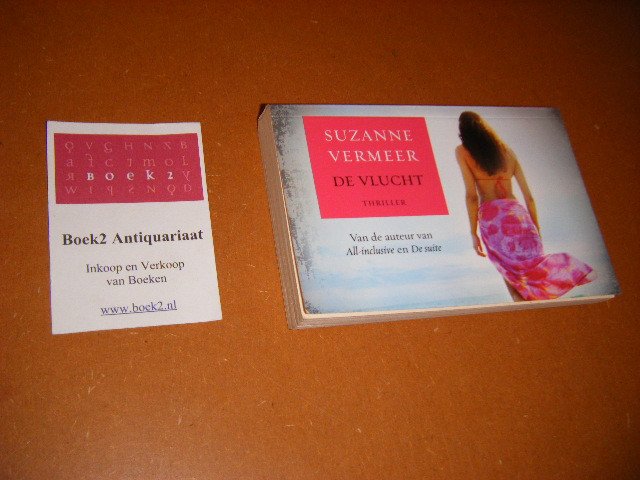 Q V G H N Z B
BOEK2
Boek2 Antiquariaat
Inkoop en Verkoop
van Boeken
www.boek2.nl
SUZANNE
VERMEER
DE VLUCHT
THRILLER
Van de auteur van
All-inclusive en De suite